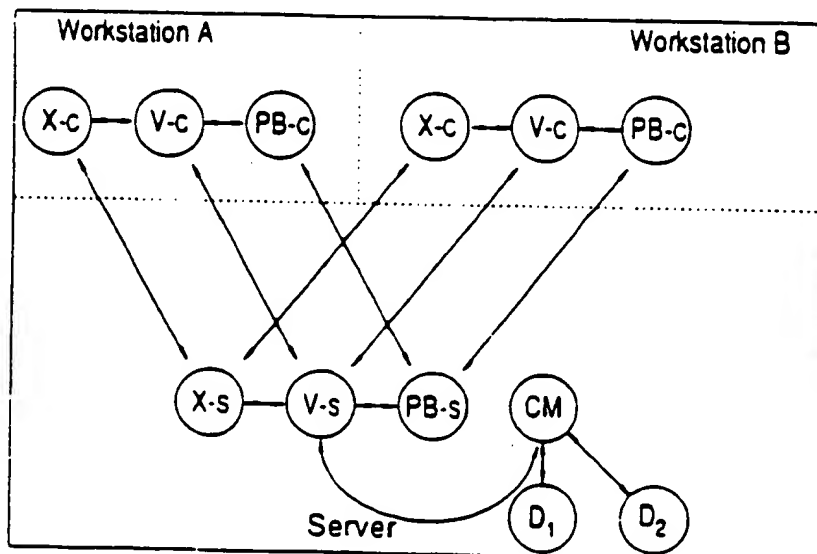 Workstation A
Workstation B
X-c V-c PB-c X-c V-c PB-c
X-s V-s PB-s CM
Server D₁ D₂